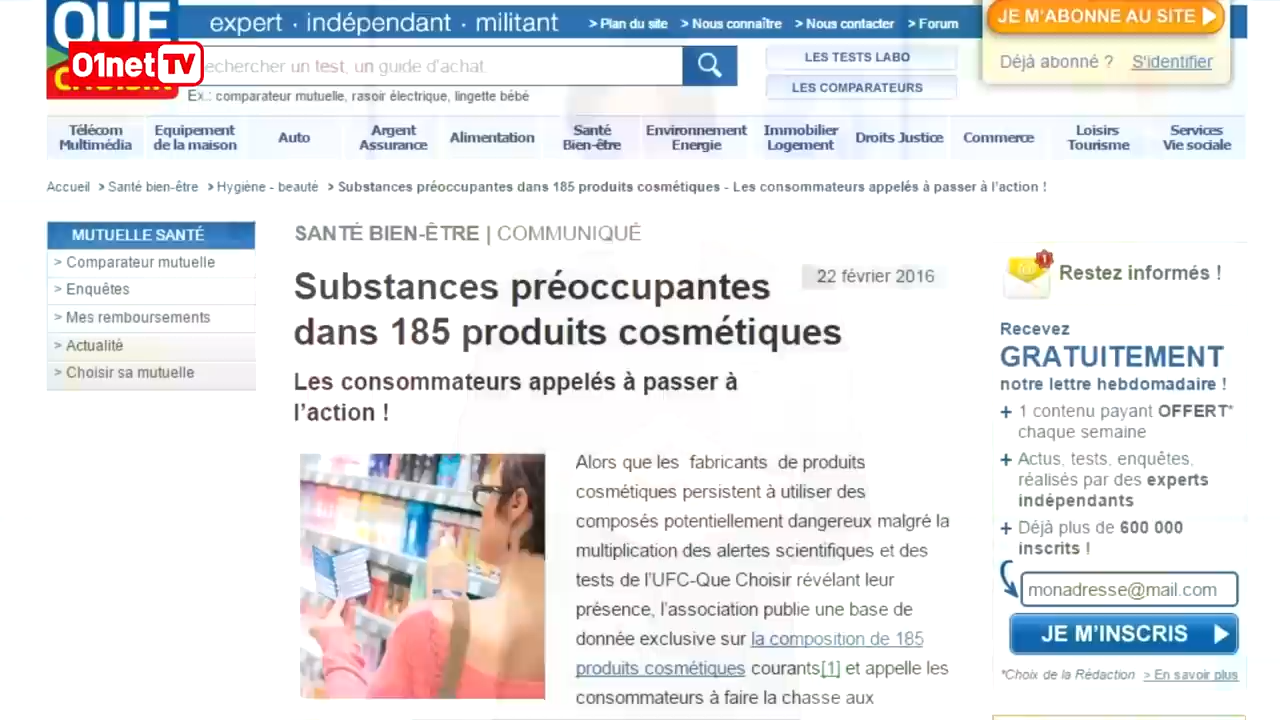 QUE
CHOISIR
01net TV
expert · indépendant · militant
> Plan du site > Nous connaître > Nous contacter > Forum
JE M'ABONNE AU SITE
Déjà abonné ? S'identifier
echercher un test, un guide d'achat
Ex.: comparateur mutuelle, rasoir électrique, lingette bébé
LES TESTS LABO
LES COMPARATEURS
Télécom
Multimédia
Equipement
de la maison
Auto
Argent
Assurance
Alimentation
Santé
Bien-être
Environnement
Energie
Immobilier
Logement
Droits Justice
Commerce
Loisirs
Tourisme
Services
Vie sociale
Accueil > Santé bien-être > Hygiène - beauté > Substances préoccupantes dans 185 produits cosmétiques - Les consommateurs appelés à passer à l'action !
MUTUELLE SANTÉ
> Comparateur mutuelle
> Enquêtes
> Mes remboursements
> Actualité
> Choisir sa mutuelle
SANTÉ BIEN-ÊTRE | COMMUNIQUÉ
22 février 2016
Substances préoccupantes
dans 185 produits cosmétiques
Les consommateurs appelés à passer à
l'action !
Alors que les fabricants de produits
cosmétiques persistent à utiliser des
composés potentiellement dangereux malgré la
multiplication des alertes scientifiques et des
tests de l'UFC-Que Choisir révélant leur
présence, l'association publie une base de
donnée exclusive sur la composition de 185
produits cosmétiques courants[1] et appelle les
consommateurs à faire la chasse aux
1
Restez informés !
Recevez
GRATUITEMENT
notre lettre hebdomadaire !
+ 1 contenu payant OFFERT*
chaque semaine
+ Actus, tests, enquêtes,
réalisés par des experts
indépendants
+ Déjà plus de 600 000
inscrits !
monadresse@mail.com
JE M'INSCRIS
*Choix de la Rédaction > En savoir plus